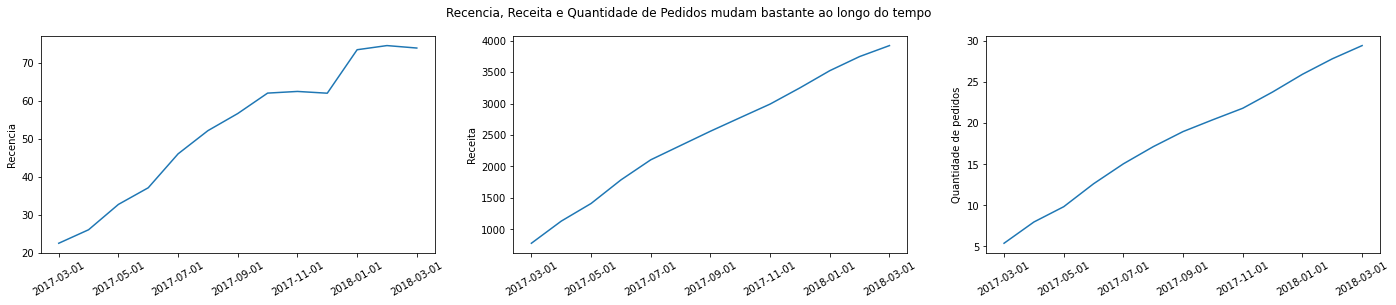 Recencia, Receita e Quantidade de Pedidos mudam bastante ao longo do tempo
Recencia
70
60
50
40
30
20
2017-03-01 2017-05-01 2017-07-01 2017-09-01 2017-11-01 2018-01-01 2018-03-01
Receita
4000
3500
3000
2500
2000
1500
1000
2017-03-01 2017-05-01 2017-07-01 2017-09-01 2017-11-01 2018-01-01 2018-03-01
Quantidade de pedidos
30
25
20
15
10
5
2017-03-01 2017-05-01 2017-07-01 2017-09-01 2017-11-01 2018-01-01 2018-03-01